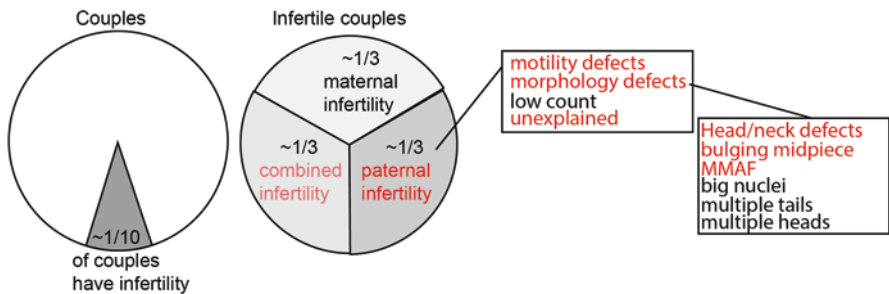 Couples
~1/10
of couples
have infertility
Infertile couples
~1/3
maternal
infertility
~1/3
combined
infertility
~1/3
paternal
infertility
motility defects
morphology defects
low count
unexplained
Head/neck defects
bulging midpiece
MMAF
big nuclei
multiple tails
multiple heads